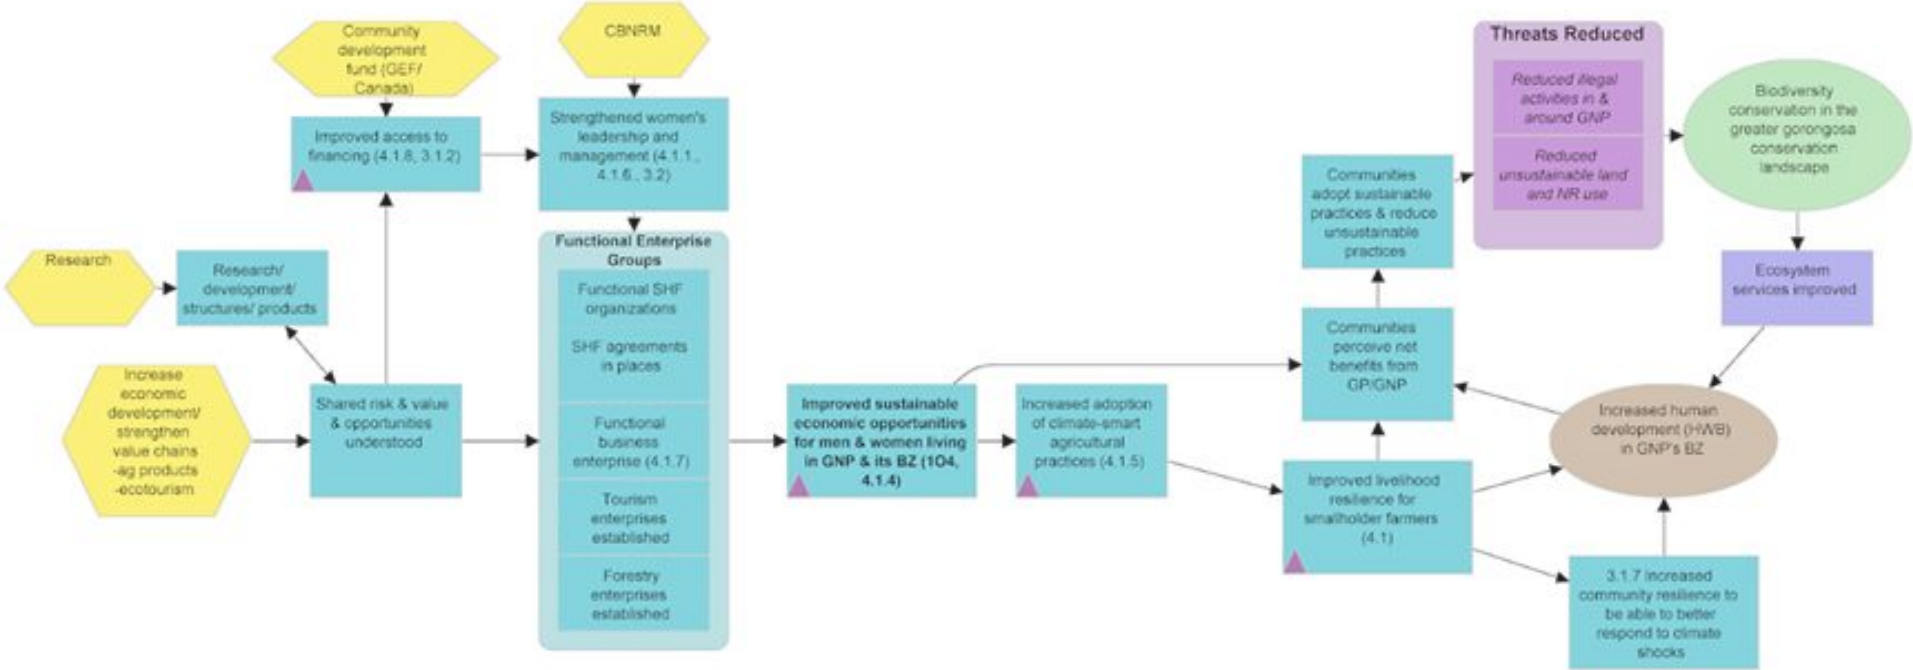 Community
development
fund (GEF/
Canada)
CBNRM
Improved access to
financing (4.1.8, 3.1.2)
Strengthened women's
leadership and
management (4.1.1.,
4.1.6., 3.2)
Research
Research/
development/
structures/ products
Increase
economic
development/
strengthen
value chains
-ag products
-ecotourism
Shared risk & value
& opportunities
understood
Functional Enterprise
Groups
Functional SHF
organizations
SHF agreements
in places
Functional
business
enterprise (4.1.7)
Tourism
enterprises
established
Forestry
enterprises
established
Improved sustainable
economic opportunities
for men & women living
in GNP & its BZ (1O4,
4.1.4)
Increased adoption
of climate-smart
agricultural
practices (4.1.5)
Improved livelihood
resilience for
smallholder farmers
(4.1)
3.1.7 Increased
community resilience to
be able to better
respond to climate
shocks
Communities
perceive net
benefits from
GP/GNP
Communities
adopt sustainable
practices & reduce
unsustainable
practices
Threats Reduced
Reduced illegal
activities in &
around GNP
Reduced
unsustainable land
and NR use
Biodiversity
conservation in the
greater gorongosa
conservation
landscape
Ecosystem
services improved
Increased human
development (HWB)
in GNP's BZ